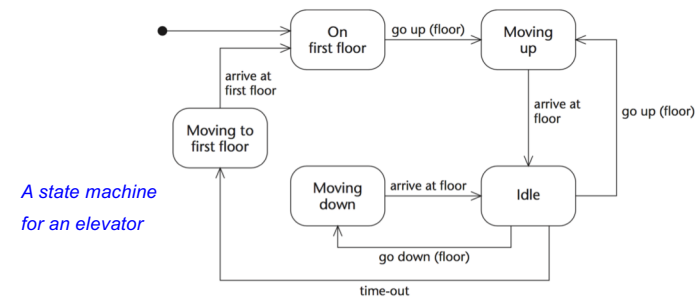 On
first floor
go up (floor)
Moving
up
arrive at
first floor
arrive at
floor
go up (floor)
Moving to
first floor
A state machine
for an elevator
Moving
down
arrive at floor
Idle
go down (floor)
time-out